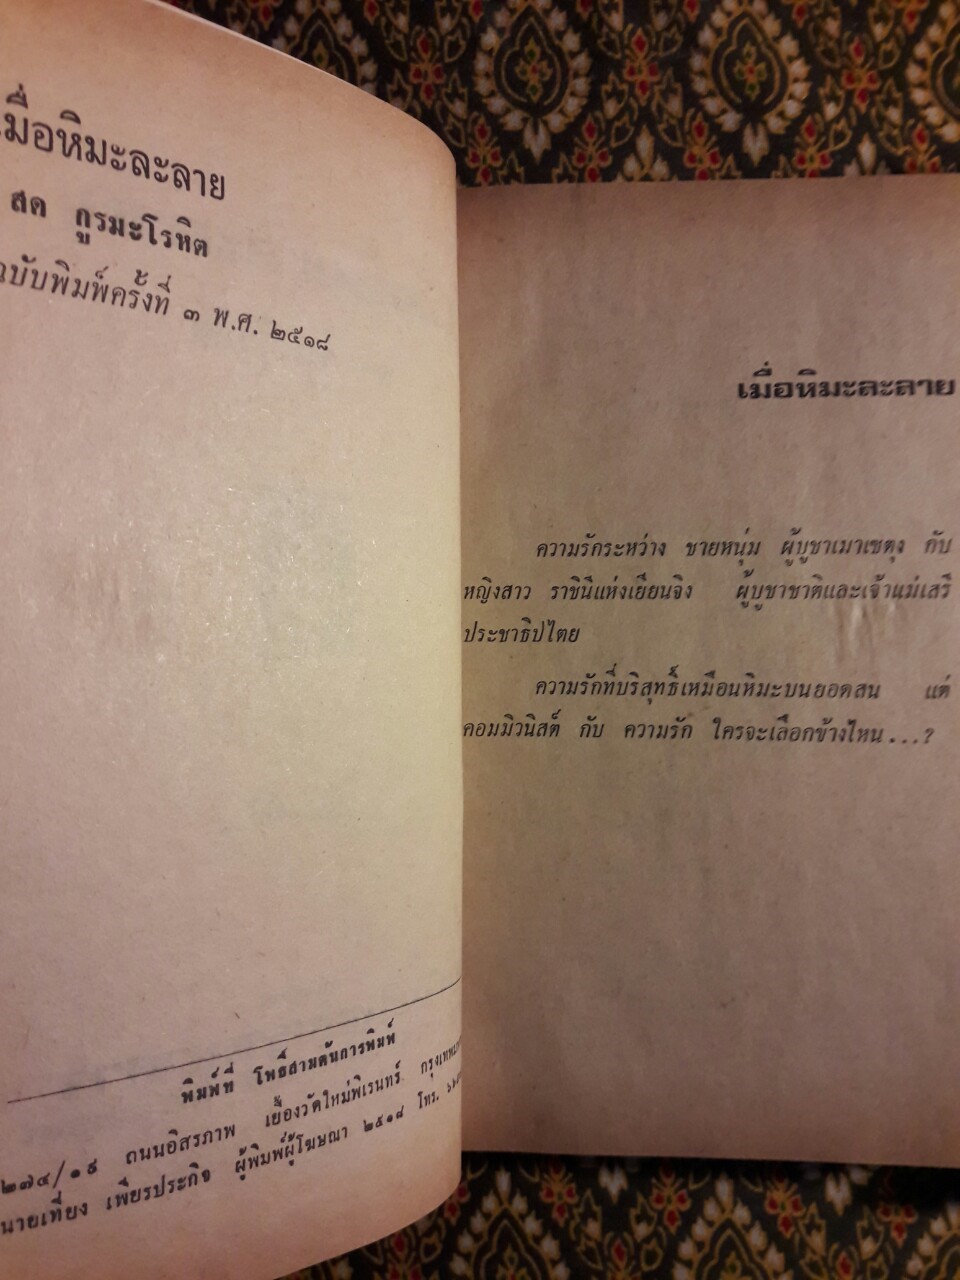 เมื่อหิมะละลาย
สด กูรมะโรหิต
ฉบับพิมพ์ครั้งที่ ๓ พ.ศ. ๒๕๑๘
พิมพ์ที่ โพธิ์สามต้นการพิมพ์
๒๗๔/๑๙ ถนนอิสรภาพ เยื้องวัดใหม่พิเรนทร์
นายเที่ยง เพียรประกิจ ผู้พิมพ์ผู้โฆษณา ๒๕๑๘ โทร.
เมื่อหิมะละลาย
ความรักระหว่าง ชายหนุ่ม ผู้บูชาเมาเซตุง กับ
หญิงสาว ราชินีแห่งเยียนจิง ผู้บูชาชาติและเจ้าแม่เสรี
ประชาธิปไตย
ความรักที่บริสุทธิ์เหมือนหิมะบนยอดสน แต่
คอมมิวนิสต์ กับ ความรัก ใครจะเลือกข้างไหน...?